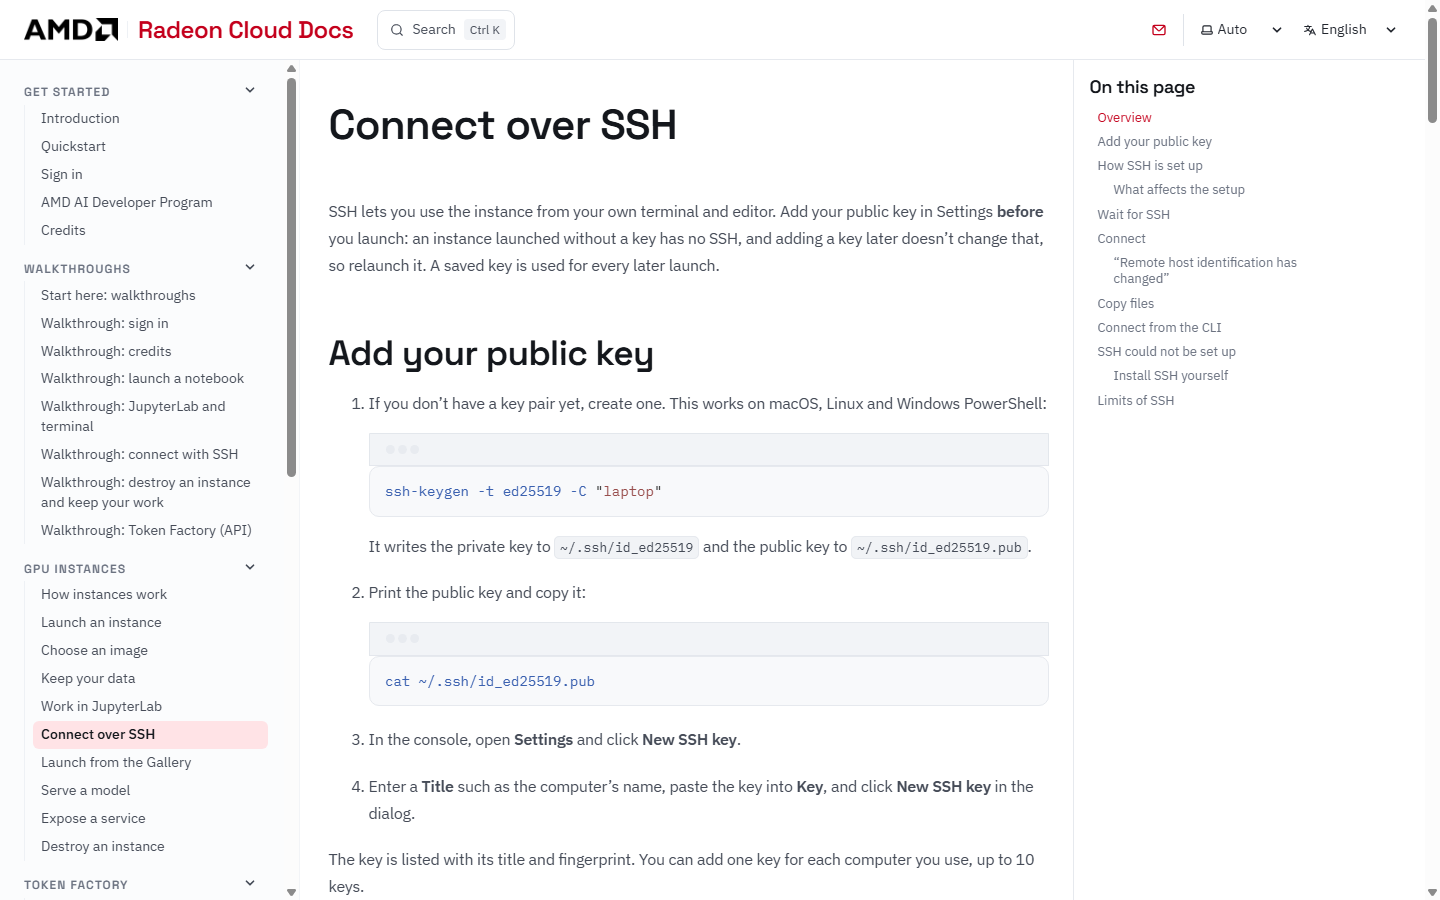 AMD Radeon Cloud Docs
Search Ctrl K
Auto
English
GET STARTED
Introduction
Quickstart
Sign in
AMD AI Developer Program
Credits
WALKTHROUGHS
Start here: walkthroughs
Walkthrough: sign in
Walkthrough: credits
Walkthrough: launch a notebook
Walkthrough: JupyterLab and
terminal
Walkthrough: connect with SSH
Walkthrough: destroy an instance
and keep your work
Walkthrough: Token Factory (API)
GPU INSTANCES
How instances work
Launch an instance
Choose an image
Keep your data
Work in JupyterLab
Connect over SSH
Launch from the Gallery
Serve a model
Expose a service
Destroy an instance
TOKEN FACTORY
Connect over SSH
SSH lets you use the instance from your own terminal and editor. Add your public key in Settings before
you launch: an instance launched without a key has no SSH, and adding a key later doesn’t change that,
so relaunch it. A saved key is used for every later launch.
Add your public key
1. If you don’t have a key pair yet, create one. This works on macOS, Linux and Windows PowerShell:
ssh-keygen -t ed25519 -C "laptop"
It writes the private key to ~/.ssh/id_ed25519 and the public key to ~/.ssh/id_ed25519.pub.
2. Print the public key and copy it:
cat ~/.ssh/id_ed25519.pub
3. In the console, open Settings and click New SSH key.
4. Enter a Title such as the computer’s name, paste the key into Key, and click New SSH key in the
dialog.
The key is listed with its title and fingerprint. You can add one key for each computer you use, up to 10
keys.
On this page
Overview
Add your public key
How SSH is set up
What affects the setup
Wait for SSH
Connect
“Remote host identification has
changed”
Copy files
Connect from the CLI
SSH could not be set up
Install SSH yourself
Limits of SSH